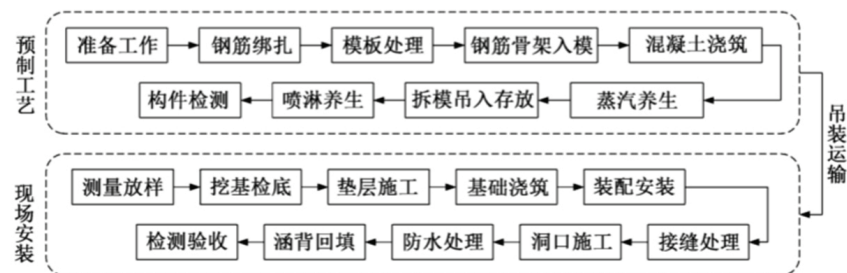 预制工艺
准备工作
钢筋绑扎
模板处理
钢筋骨架入模
混凝土浇筑
蒸汽养生
拆模吊入存放
喷淋养生
构件检测
吊装运输
现场安装
测量放样
挖基检底
垫层施工
基础浇筑
装配安装
接缝处理
洞口施工
防水处理
涵背回填
检测验收